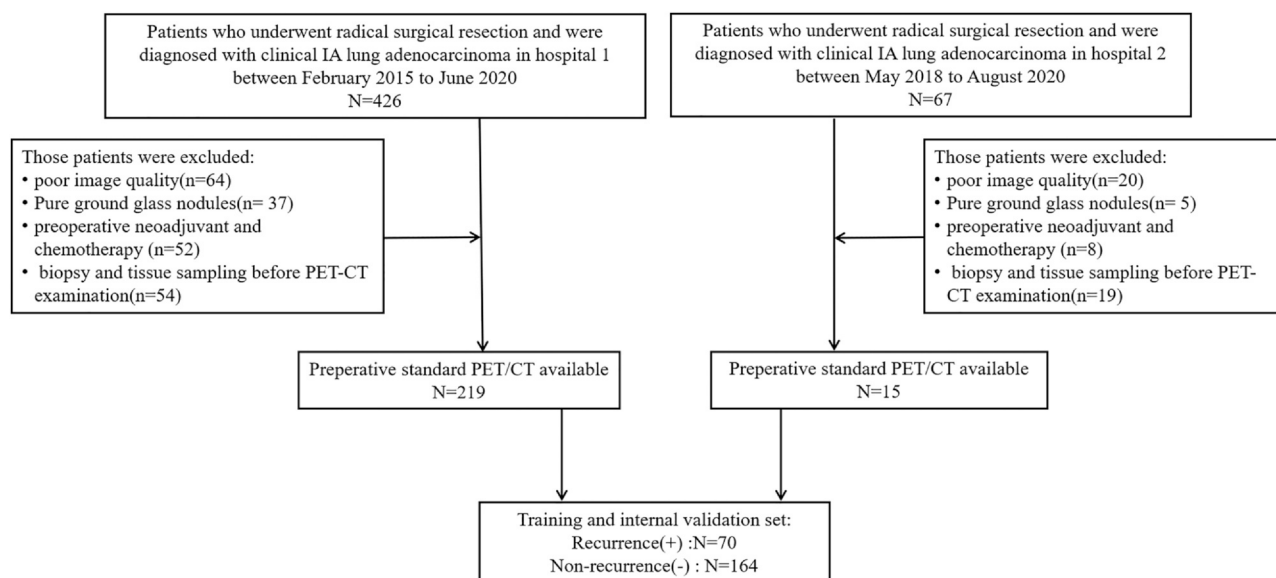 Patients who underwent radical surgical resection and were
diagnosed with clinical IA lung adenocarcinoma in hospital 1
between February 2015 to June 2020
N=426
Patients who underwent radical surgical resection and were
diagnosed with clinical IA lung adenocarcinoma in hospital 2
between May 2018 to August 2020
N=67
Those patients were excluded:
• poor image quality(n=64)
• Pure ground glass nodules(n= 37)
• preoperative neoadjuvant and
chemotherapy (n=52)
• biopsy and tissue sampling before PET-CT
examination(n=54)
Those patients were excluded:
• poor image quality(n=20)
• Pure ground glass nodules(n= 5)
• preoperative neoadjuvant and
chemotherapy(n=8)
• biopsy and tissue sampling before PET-
CT examination(n=19)
Preperative standard PET/CT available
N=219
Preperative standard PET/CT available
N=15
Training and internal validation set:
Recurrence(+) :N=70
Non-recurrence(-) : N=164